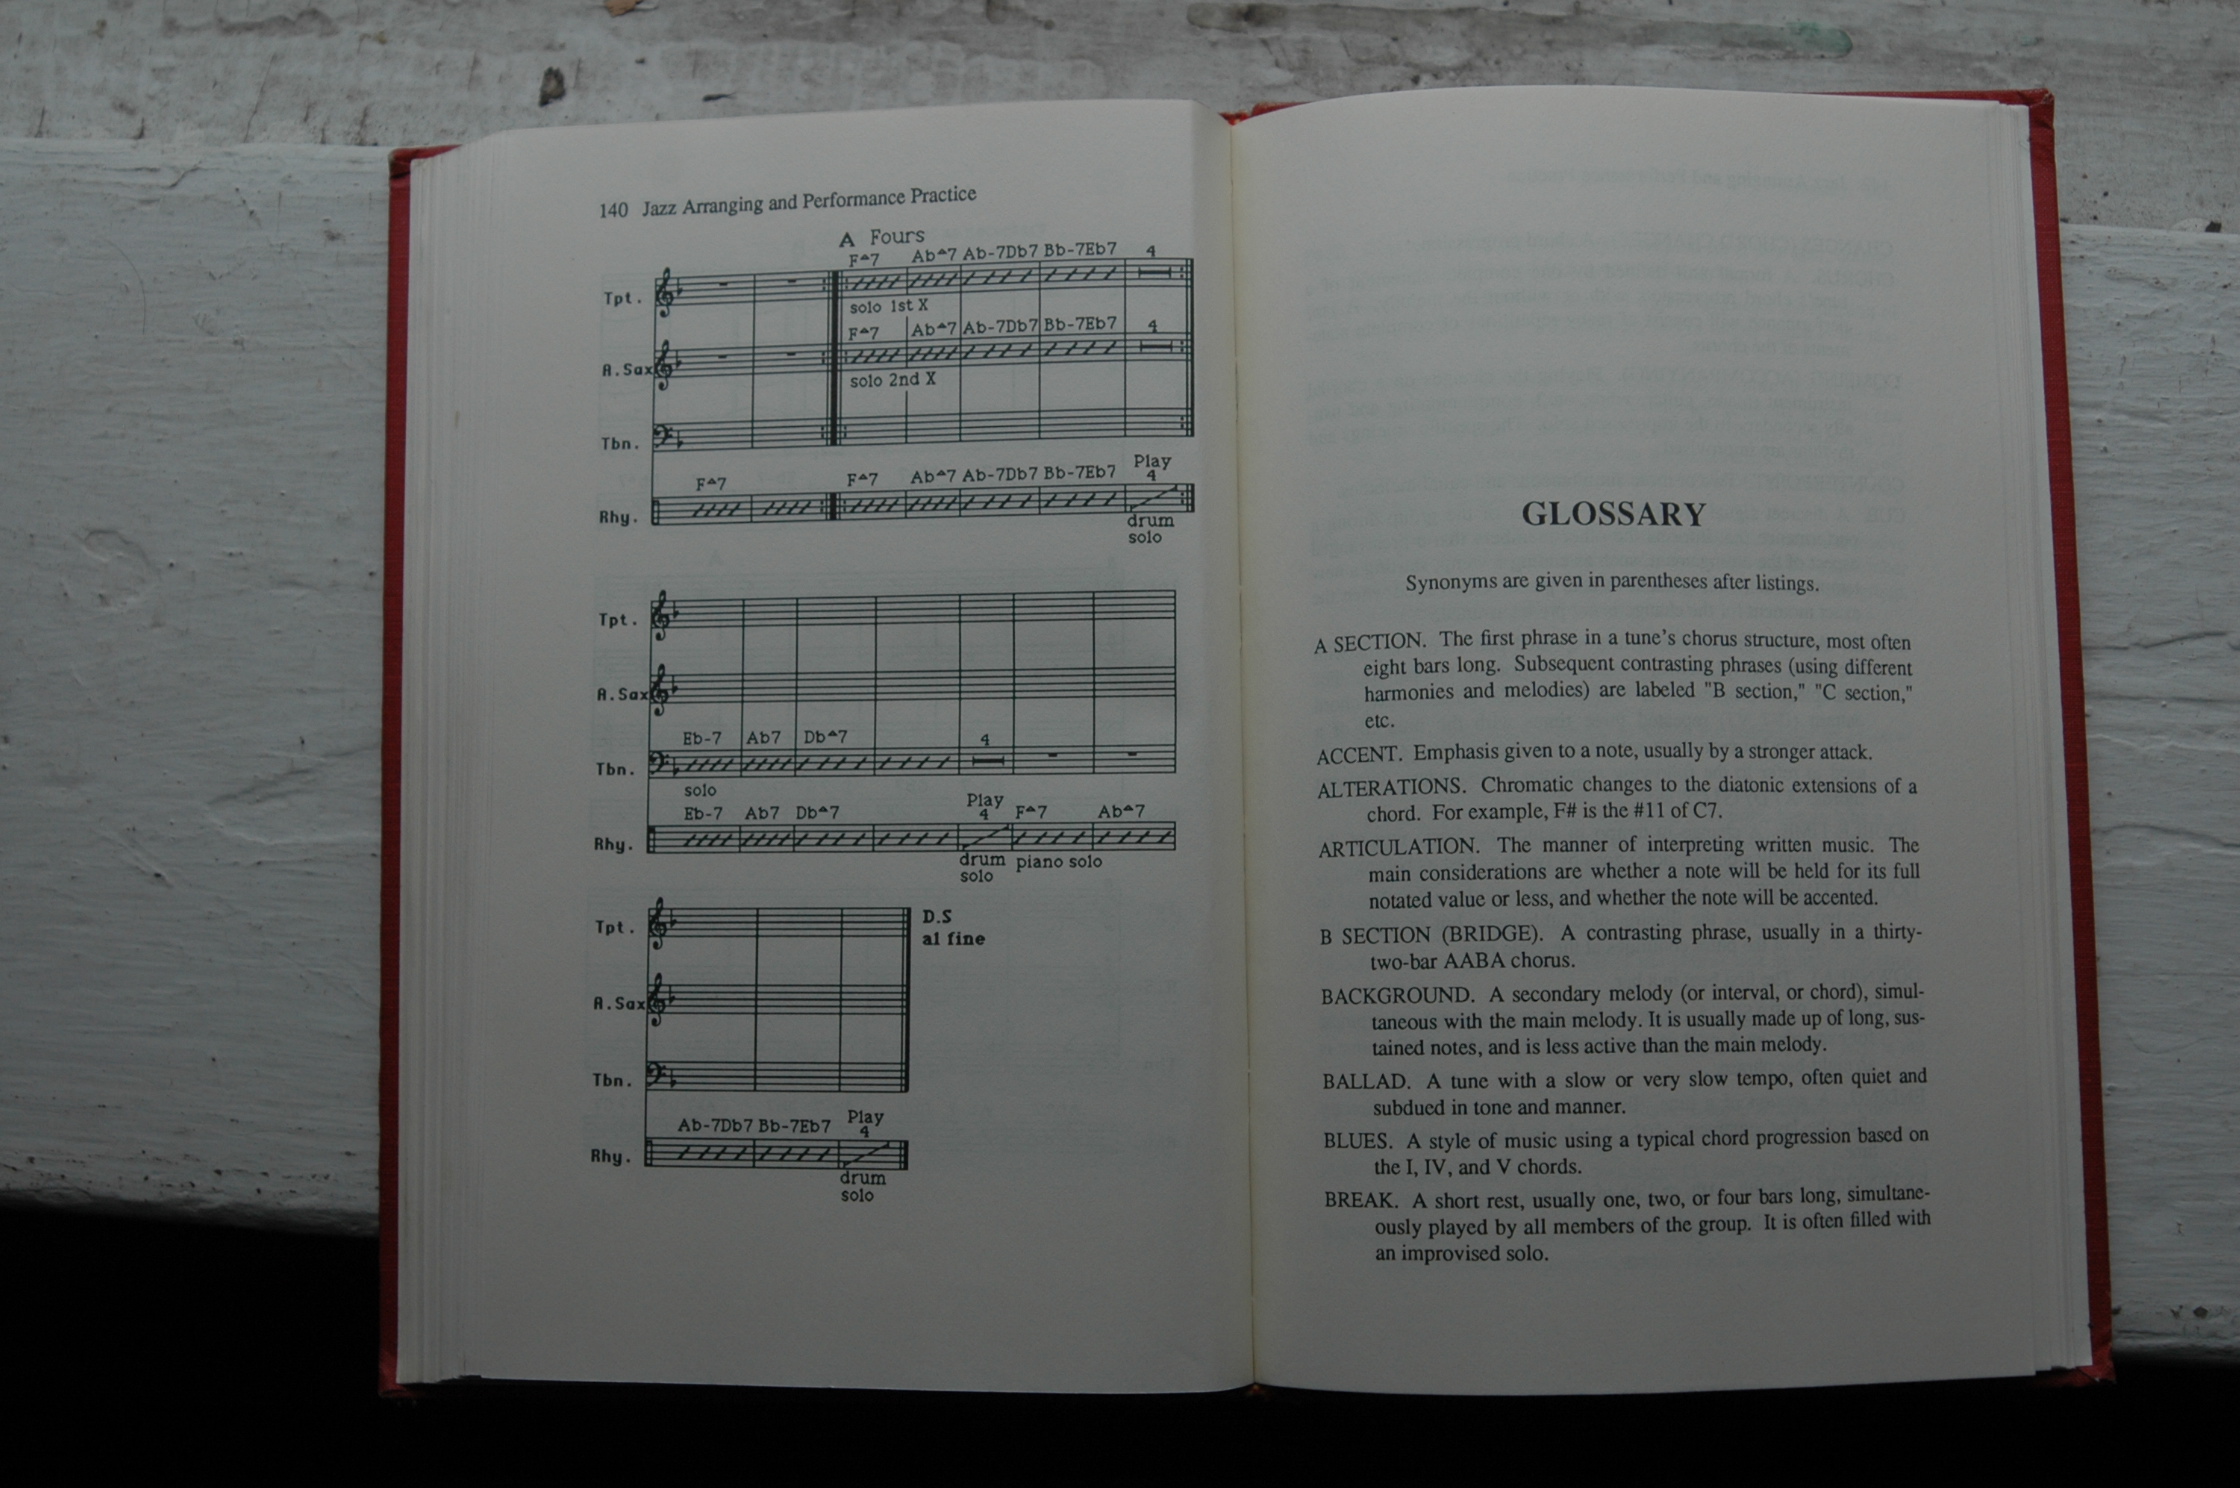 140 Jazz Arranging and Performance Practice
A Fours
F▵7 Ab▵7 Ab-7Db7 Bb-7Eb7 4
Tpt.
solo 1st X
F▵7 Ab▵7 Ab-7Db7 Bb-7Eb7 4
A.Sax
solo 2nd X
Tbn.
Play
F▵7 F▵7 Ab▵7 Ab-7Db7 Bb-7Eb7 4
Rhy.
drum
solo
Tpt.
A.Sax
Eb-7 Ab7 Db▵7 4
Tbn.
solo
Play
Eb-7 Ab7 Db▵7 4 F▵7 Ab▵7
Rhy.
drum piano solo
solo
Tpt. D.S
al fine
A.Sax
Tbn.
Play
Ab-7Db7 Bb-7Eb7 4
Rhy.
drum
solo
GLOSSARY
Synonyms are given in parentheses after listings.
A SECTION. The first phrase in a tune's chorus structure, most often
eight bars long. Subsequent contrasting phrases (using different
harmonies and melodies) are labeled "B section," "C section,"
etc.
ACCENT. Emphasis given to a note, usually by a stronger attack.
ALTERATIONS. Chromatic changes to the diatonic extensions of a
chord. For example, F# is the #11 of C7.
ARTICULATION. The manner of interpreting written music. The
main considerations are whether a note will be held for its full
notated value or less, and whether the note will be accented.
B SECTION (BRIDGE). A contrasting phrase, usually in a thirty-
two-bar AABA chorus.
BACKGROUND. A secondary melody (or interval, or chord), simul-
taneous with the main melody. It is usually made up of long, sus-
tained notes, and is less active than the main melody.
BALLAD. A tune with a slow or very slow tempo, often quiet and
subdued in tone and manner.
BLUES. A style of music using a typical chord progression based on
the I, IV, and V chords.
BREAK. A short rest, usually one, two, or four bars long, simultane-
ously played by all members of the group. It is often filled with
an improvised solo.